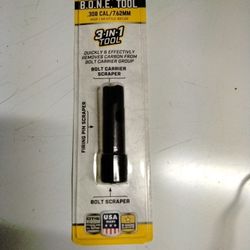 B.O.N.E. TOOL
.308 CAL/7.62MM
3-IN-1
TOOL
QUICKLY & EFFECTIVELY
REMOVES CARBON FROM
BOLT CARRIER GROUP
BOLT CARRIER
SCRAPER
FIRING PIN SCRAPER
BOLT SCRAPER
USA